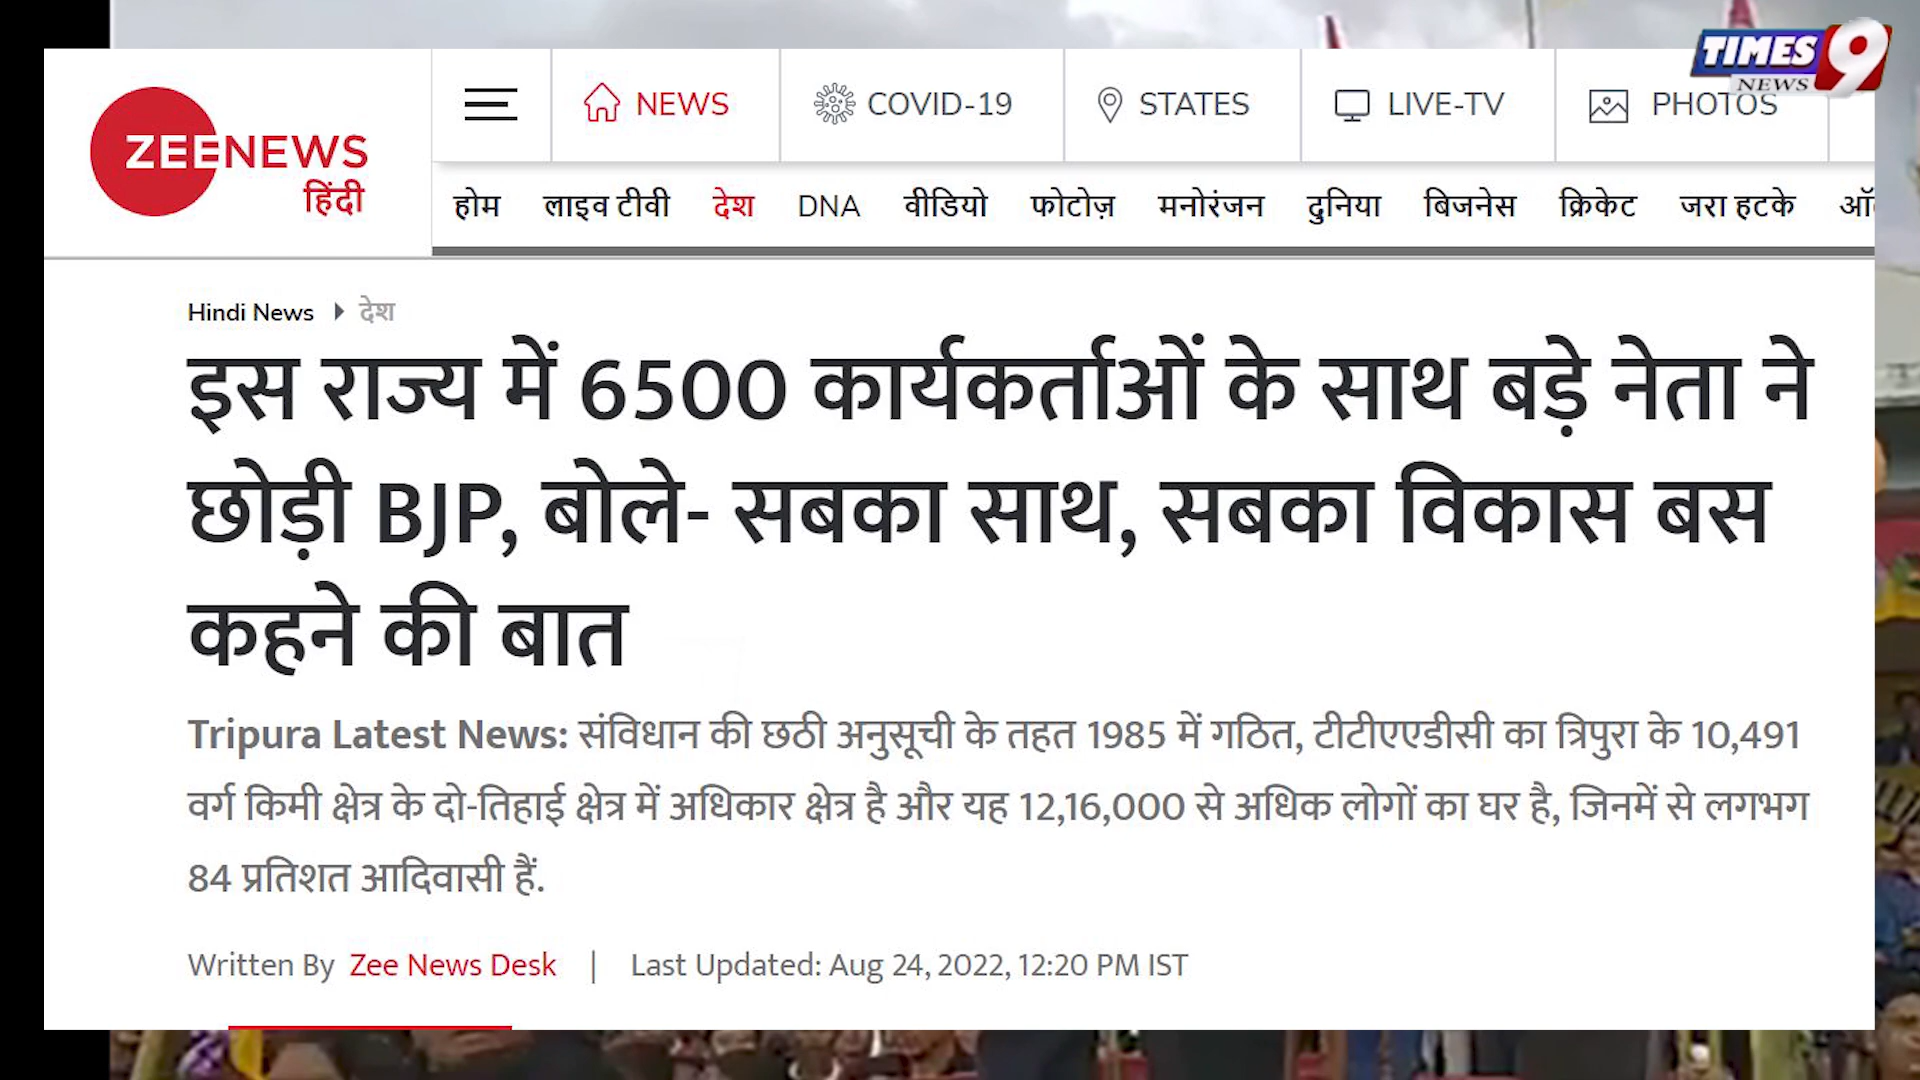 TIMES 9
NEWS
ZEENEWS
हिंदी
NEWS
COVID-19
STATES
LIVE-TV
PHOTOS
होम लाइव टीवी देश DNA वीडियो फोटोज़ मनोरंजन दुनिया बिजनेस क्रिकेट जरा हटके
Hindi News देश
इस राज्य में 6500 कार्यकर्ताओं के साथ बड़े नेता ने
छोड़ी BJP, बोले- सबका साथ, सबका विकास बस
कहने की बात
Tripura Latest News: संविधान की छठी अनुसूची के तहत 1985 में गठित, टीटीएएडीसी का त्रिपुरा के 10,491
वर्ग किमी क्षेत्र के दो-तिहाई क्षेत्र में अधिकार क्षेत्र है और यह 12,16,000 से अधिक लोगों का घर है, जिनमें से लगभग
84 प्रतिशत आदिवासी हैं.
Written By Zee News Desk | Last Updated: Aug 24, 2022, 12:20 PM IST